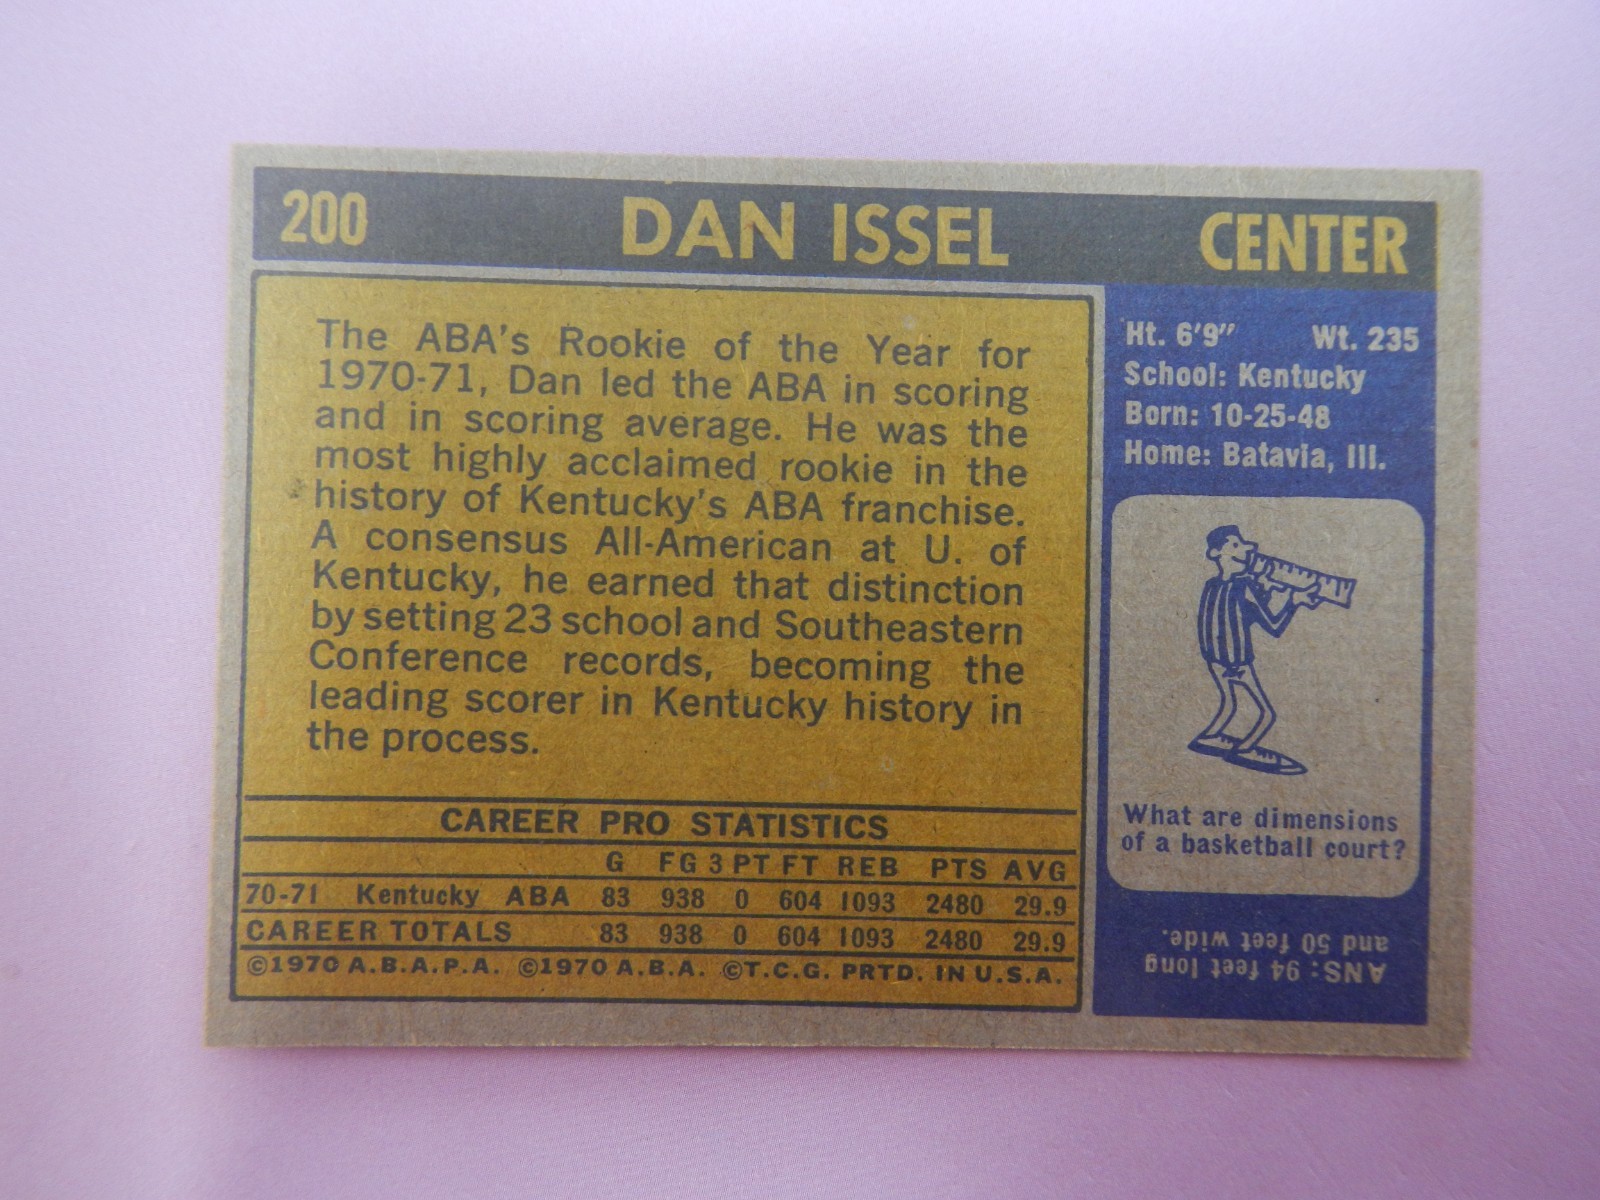 200 DAN ISSEL CENTER
The ABA's Rookie of the Year for
1970-71, Dan led the ABA in scoring
and in scoring average. He was the
most highly acclaimed rookie in the
history of Kentucky's ABA franchise.
A consensus All-American at U. of
Kentucky, he earned that distinction
by setting 23 school and Southeastern
Conference records, becoming the
leading scorer in Kentucky history in
the process.
CAREER PRO STATISTICS
G FG 3 PT FT REB PTS AVG
70-71 Kentucky ABA 83 938 0 604 1093 2480 29.9
CAREER TOTALS 83 938 0 604 1093 2480 29.9
©1970 A.B.A.P.A. ©1970 A.B.A. ©T.C.G. PRTD. IN U.S.A.
Ht. 6'9" Wt. 235
School: Kentucky
Born: 10-25-48
Home: Batavia, Ill.
What are dimensions
of a basketball court?
ANS: 94 feet long
and 50 feet wide.